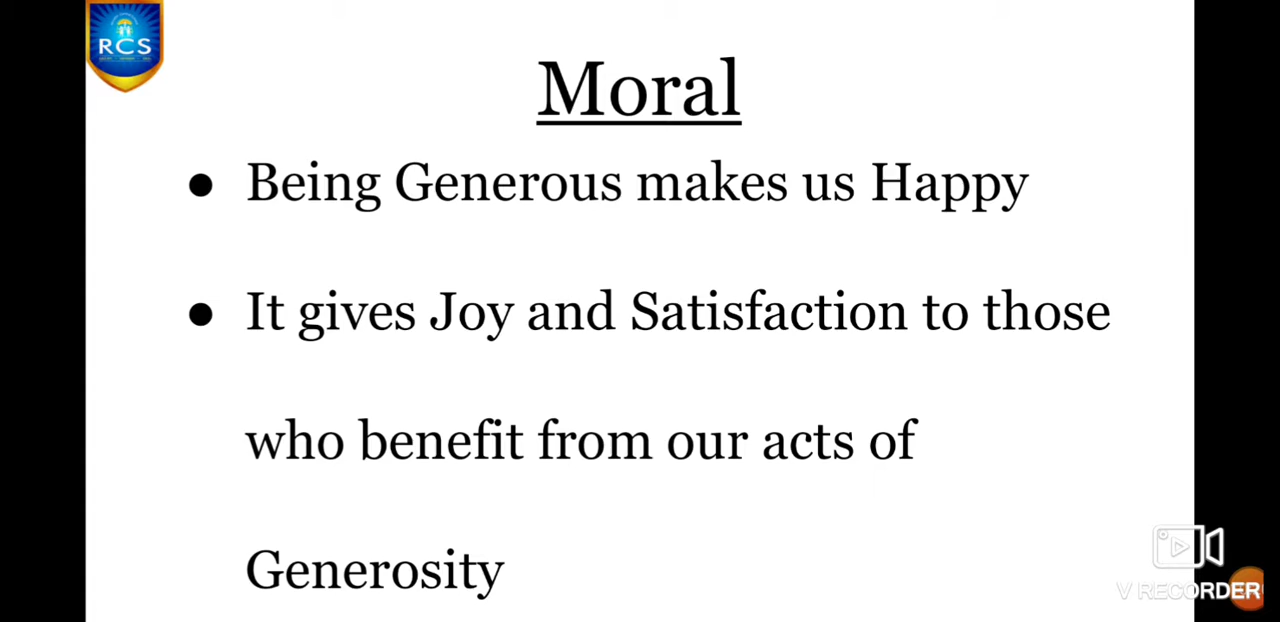 RCS
Moral
● Being Generous makes us Happy
● It gives Joy and Satisfaction to those
who benefit from our acts of
Generosity
V RECORDER